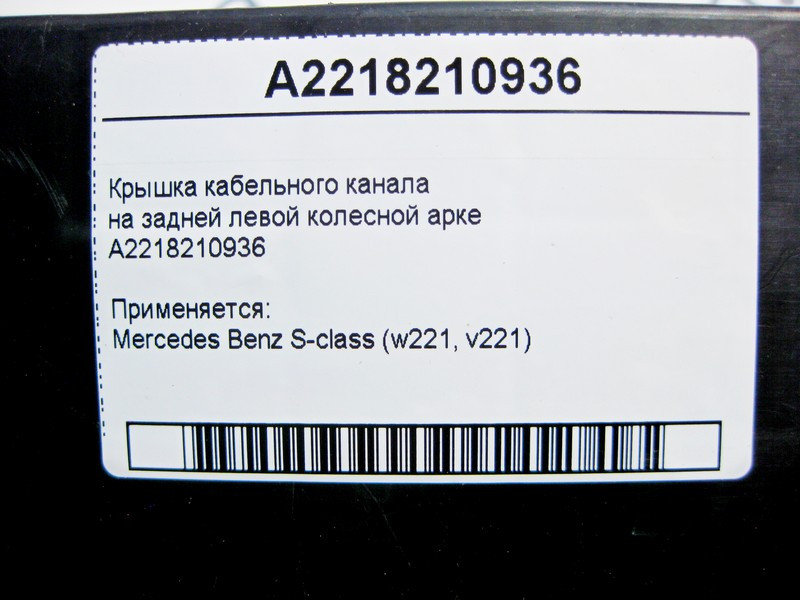 A2218210936
Крышка кабельного канала
на задней левой колесной арке
A2218210936
Применяется:
Mercedes Benz S-class (w221, v221)